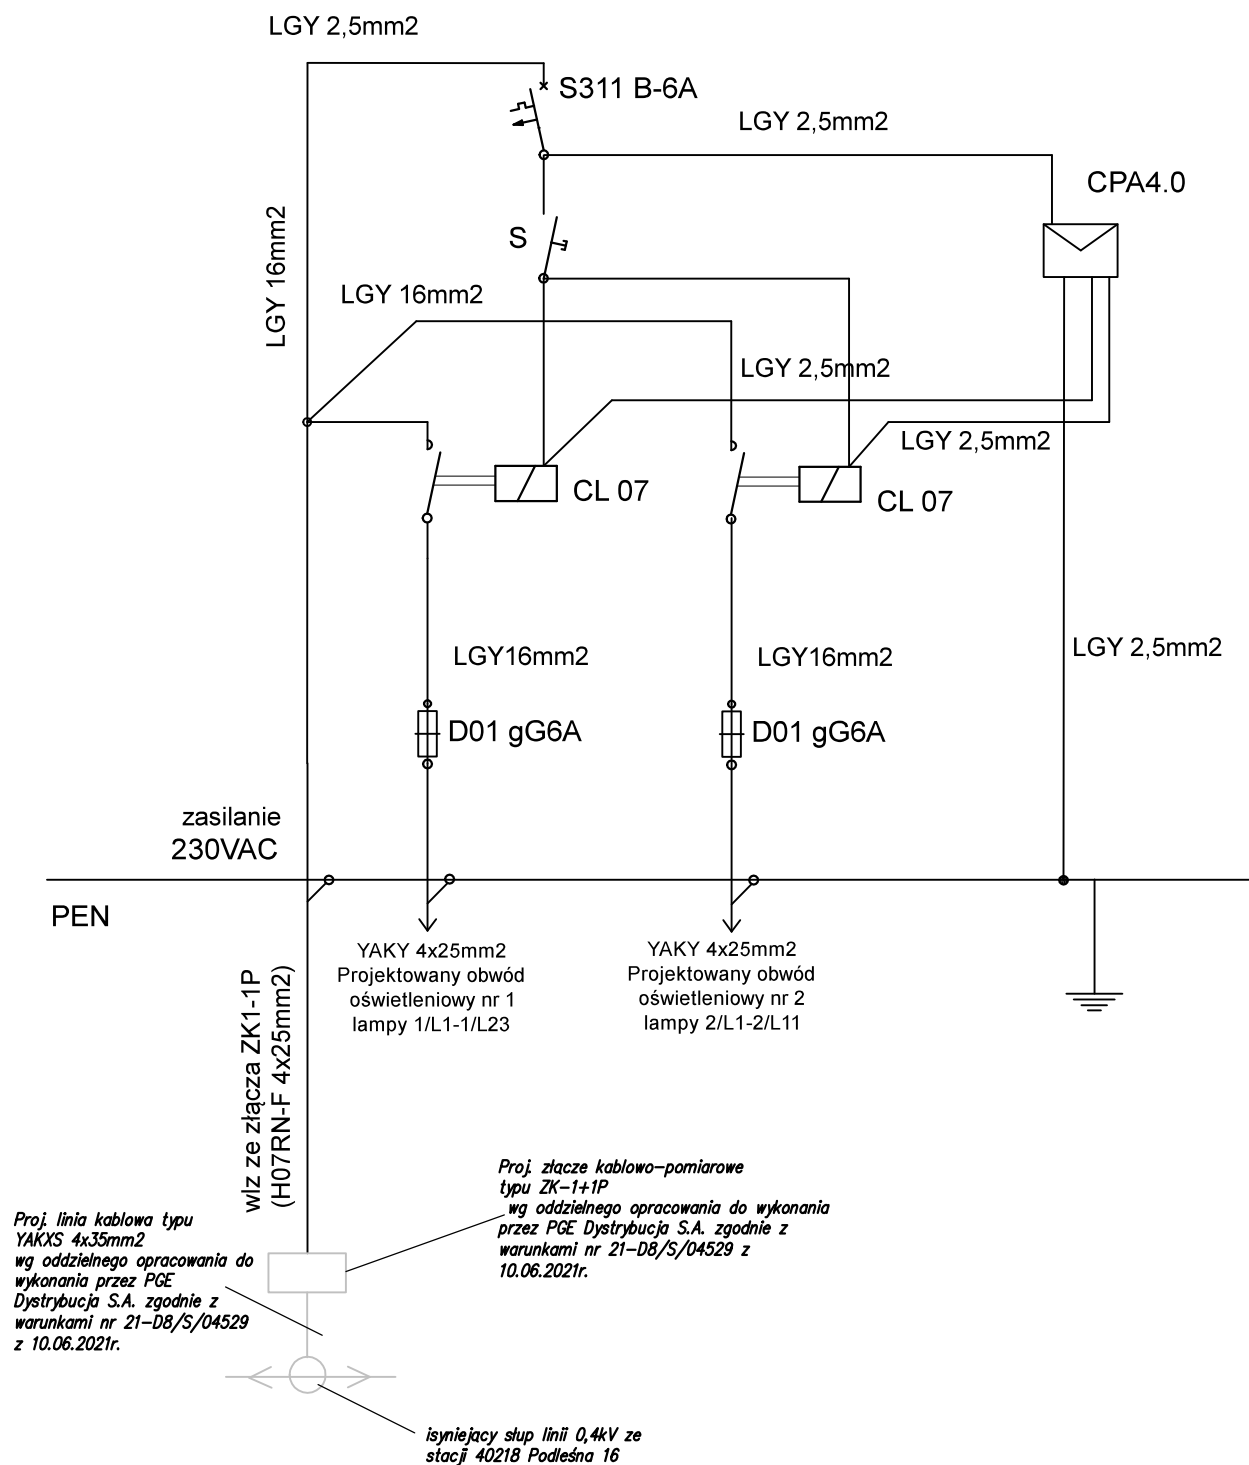 LGY 2,5mm2
S311 B-6A
LGY 2,5mm2
CPA4.0
LGY 16mm2
S
LGY 16mm2
LGY 2,5mm2
LGY 2,5mm2
CL 07
CL 07
LGY16mm2
LGY16mm2
LGY 2,5mm2
D01 gG6A
D01 gG6A
zasilanie
230VAC
PEN
YAKY 4x25mm2
Projektowany obwód
oświetleniowy nr 1
lampy 1/L1-1/L23
YAKY 4x25mm2
Projektowany obwód
oświetleniowy nr 2
lampy 2/L1-2/L11
wlz ze złącza ZK1-1P
(H07RN-F 4x25mm2)
Proj. złącze kablowo-pomiarowe
typu ZK-1+1P
wg oddzielnego opracowania do wykonania
przez PGE Dystrybucja S.A. zgodnie z
warunkami nr 21-D8/S/04529 z
10.06.2021r.
Proj. linia kablowa typu
YAKXS 4x35mm2
wg oddzielnego opracowania do
wykonania przez PGE
Dystrybucja S.A. zgodnie z
warunkami nr 21-D8/S/04529
z 10.06.2021r.
isyniejący słup linii 0,4kV ze
stacji 40218 Podleśna 16